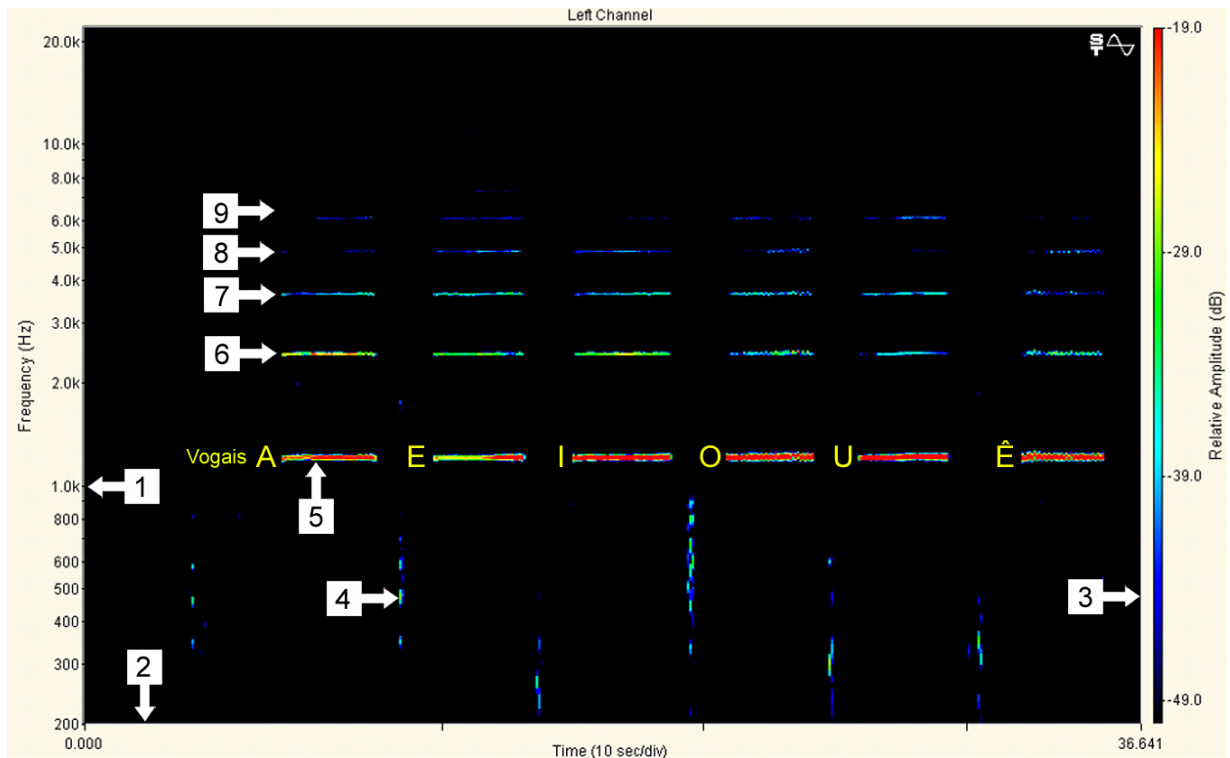 Left Channel
20.0k
S
T
-19.0
10.0k
8.0k
9
6.0k
5.0k
8
-29.0
4.0k
7
3.0k
6
2.0k
Frequency (Hz)
Relative Amplitude (dB)
Vogais A E I O U Ê
-39.0
1.0k
1
5
800
600
500
4
3
400
300
2
-49.0
200
0.000
Time (10 sec/div)
36.641